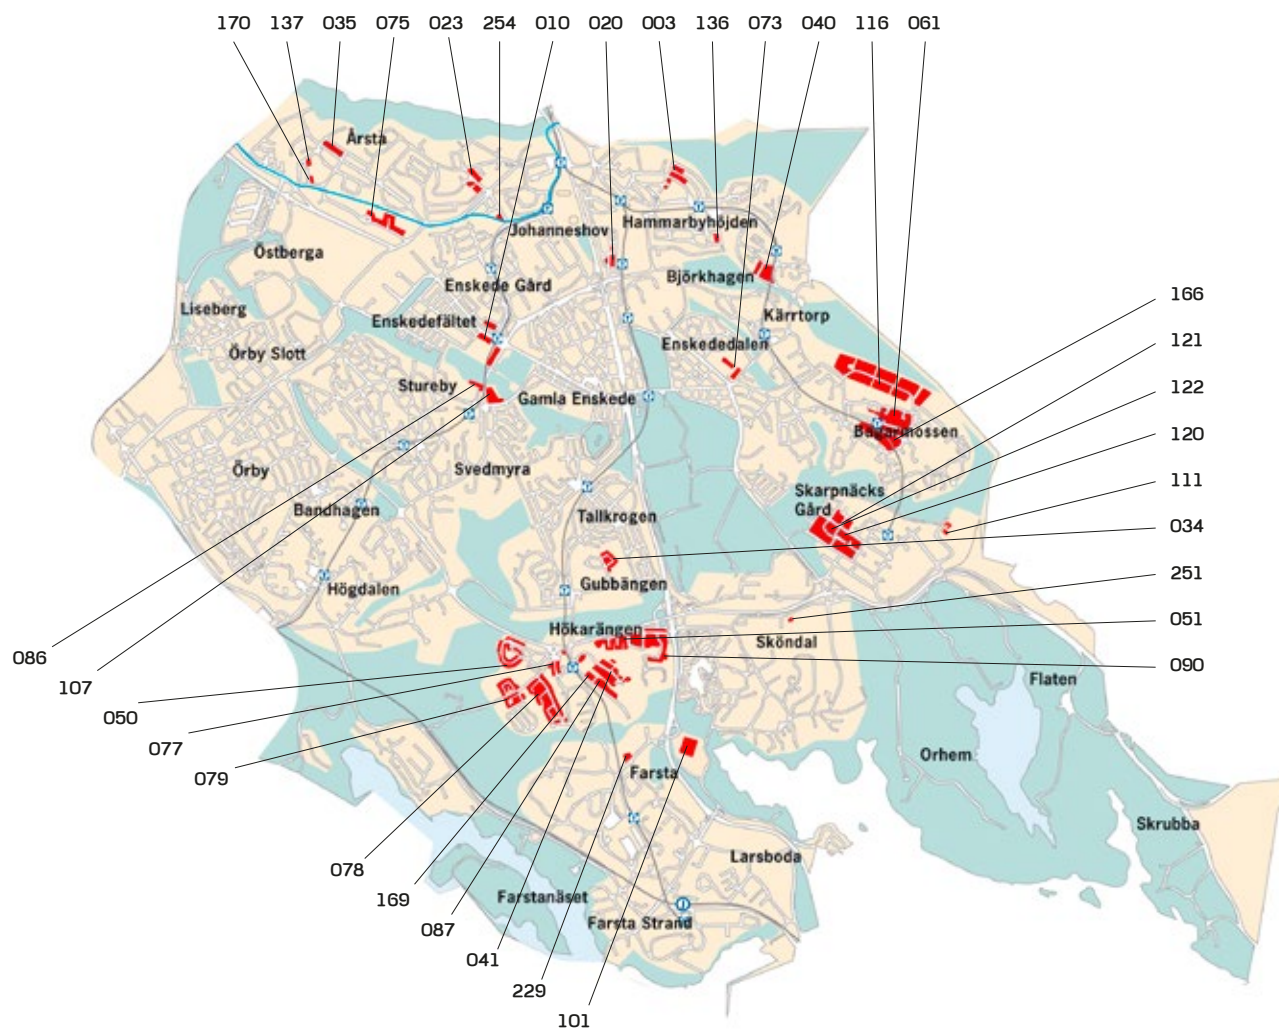 170 137 035 075 023 254 010 020 003 136 073 040 116 061
Årsta
Hammarbyhöjden
Johanneshov
Östberga
Björkhagen
Enskede Gård
166
Liseberg
Kärrtorp
Enskedefältet
121
Enskededalen
Örby Slott
Stureby
122
Gamla Enskede
Bagarmossen
120
Svedmyra
Örby
111
Skarpnäcks
Gård
Bandhagen
Tallkrogen
034
251
Gubbängen
Högdalen
051
Hökarängen
Sköndal
086
090
Flaten
107
050
077
Orhem
079
Farsta
Skrubba
Larsboda
078
169
Farstanäset
Farsta Strand
087
041
229
101